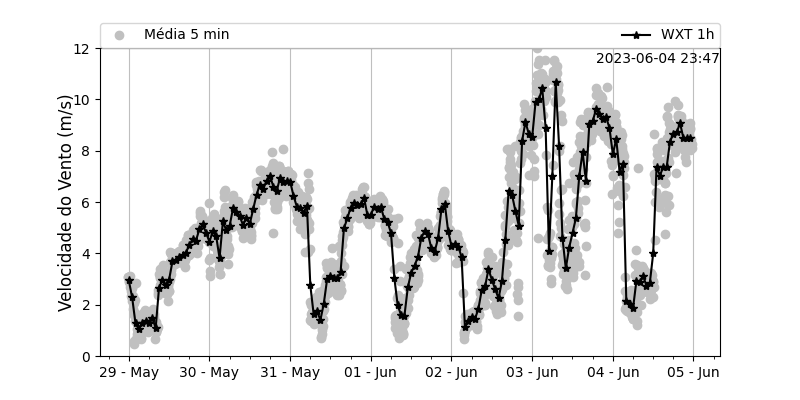 Média 5 min
WXT 1h
2023-06-04 23:47
Velocidade do Vento (m/s)
12
10
8
6
4
2
0
29 - May
30 - May
31 - May
01 - Jun
02 - Jun
03 - Jun
04 - Jun
05 - Jun